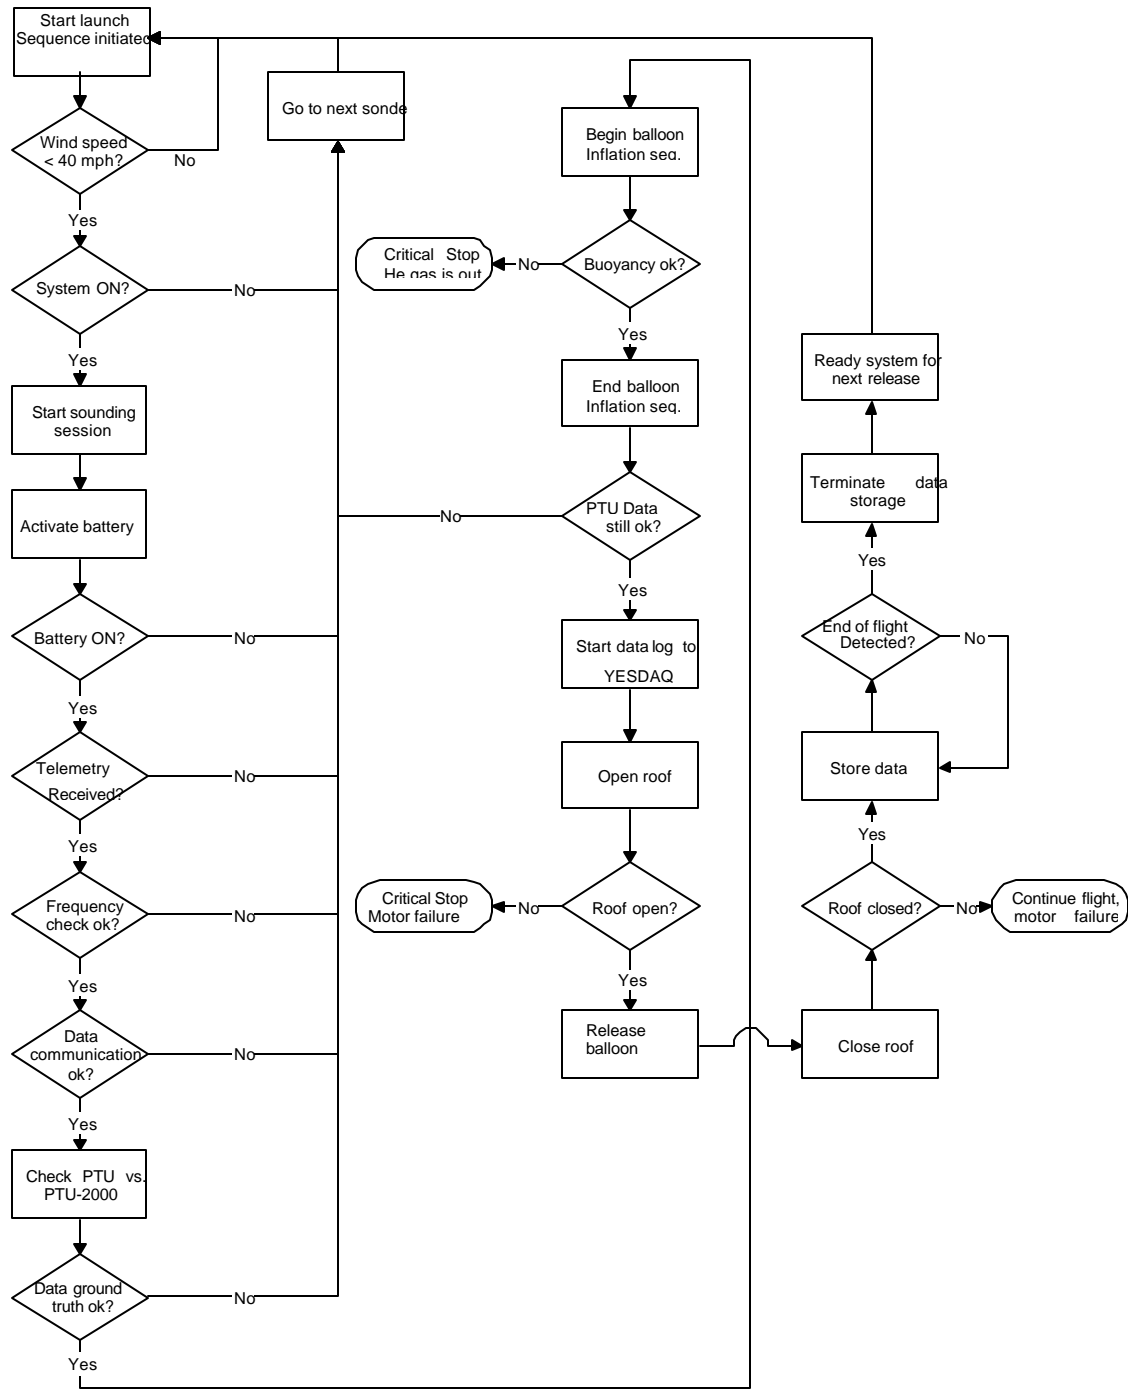 Start launch
Sequence initiated
Wind speed
< 40 mph?
No
Yes
System ON?
No
Yes
Start sounding
session
Activate battery
Battery ON?
No
Yes
Telemetry
Received?
No
Yes
Frequency
check ok?
No
Yes
Data
communication
ok?
No
Yes
Check PTU vs.
PTU-2000
Data ground
truth ok?
No
Yes
Go to next sonde
Begin balloon
Inflation seq.
Buoyancy ok?
No
Critical Stop
He gas is out
Yes
End balloon
Inflation seq.
PTU Data
still ok?
No
Yes
Start data log to
YESDAQ
Open roof
Roof open?
No
Critical Stop
Motor failure
Yes
Release
balloon
Close roof
Roof closed?
No
Continue flight,
motor failure
Yes
Store data
End of flight
Detected?
No
Yes
Terminate data
storage
Ready system for
next release